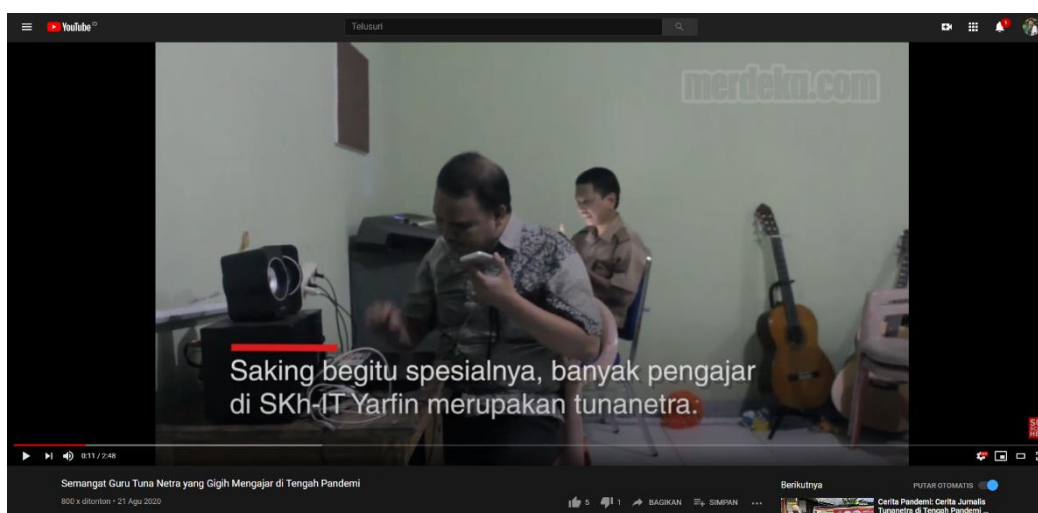 YouTube ID
Telusuri
1
merdeka.com
Saking begitu spesialnya, banyak pengajar
di SKh-IT Yarfin merupakan tunanetra.
0:11 / 2:48
Semangat Guru Tuna Netra yang Gigih Mengajar di Tengah Pandemi
800 x ditonton • 21 Agu 2020
5 1 BAGIKAN SIMPAN ...
Berikutnya PUTAR OTOMATIS
Cerita Pandemi: Cerita Jurnalis
Tunanetra di Tengah Pandemi ...